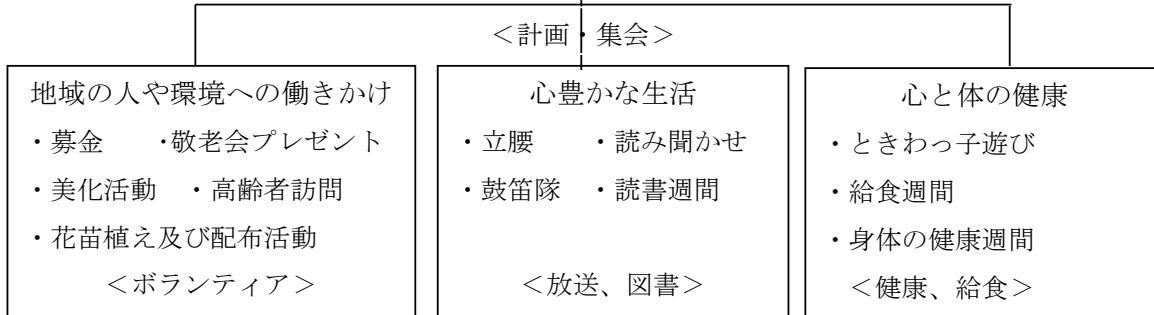 ＜計画・集会＞
地域の人や環境への働きかけ
・募金　・敬老会プレゼント
・美化活動　・高齢者訪問
・花苗植え及び配布活動
＜ボランティア＞
心豊かな生活
・立腰　・読み聞かせ
・鼓笛隊　・読書週間
＜放送、図書＞
心と体の健康
・ときわっ子遊び
・給食週間
・身体の健康週間
＜健康、給食＞